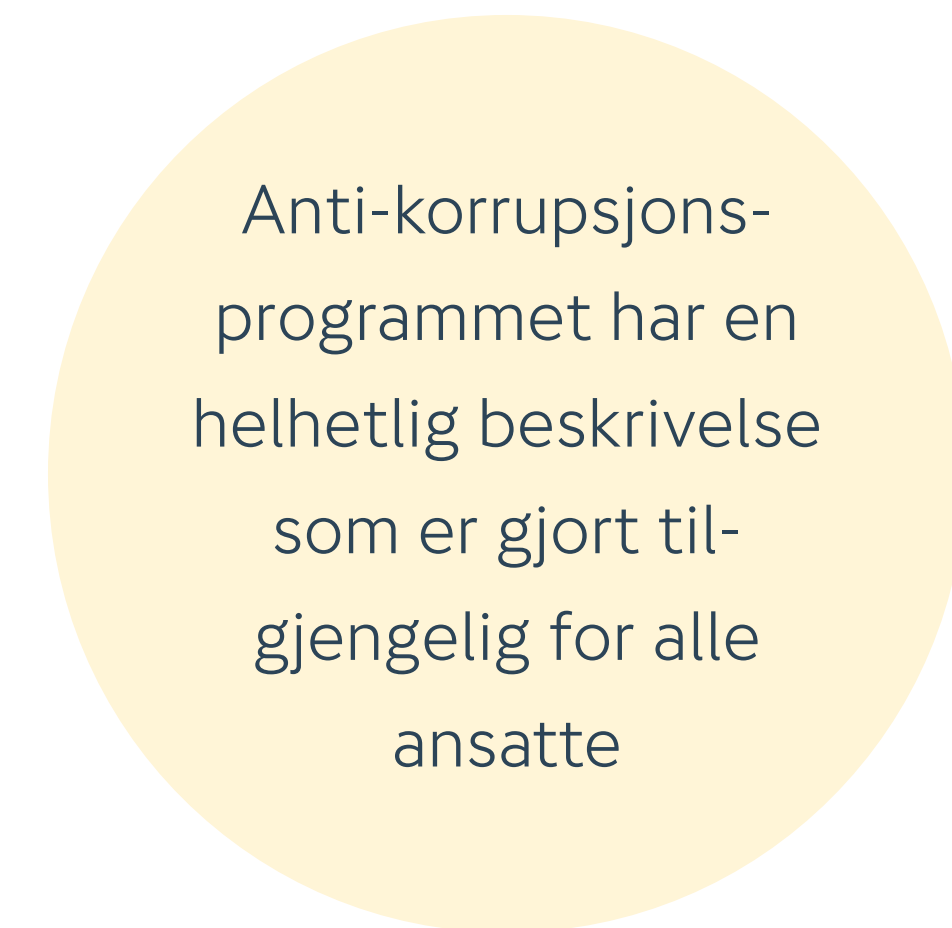 Anti-korrupsjons-
programmet har en
helhetlig beskrivelse
som er gjort til-
gjengelig for alle
ansatte